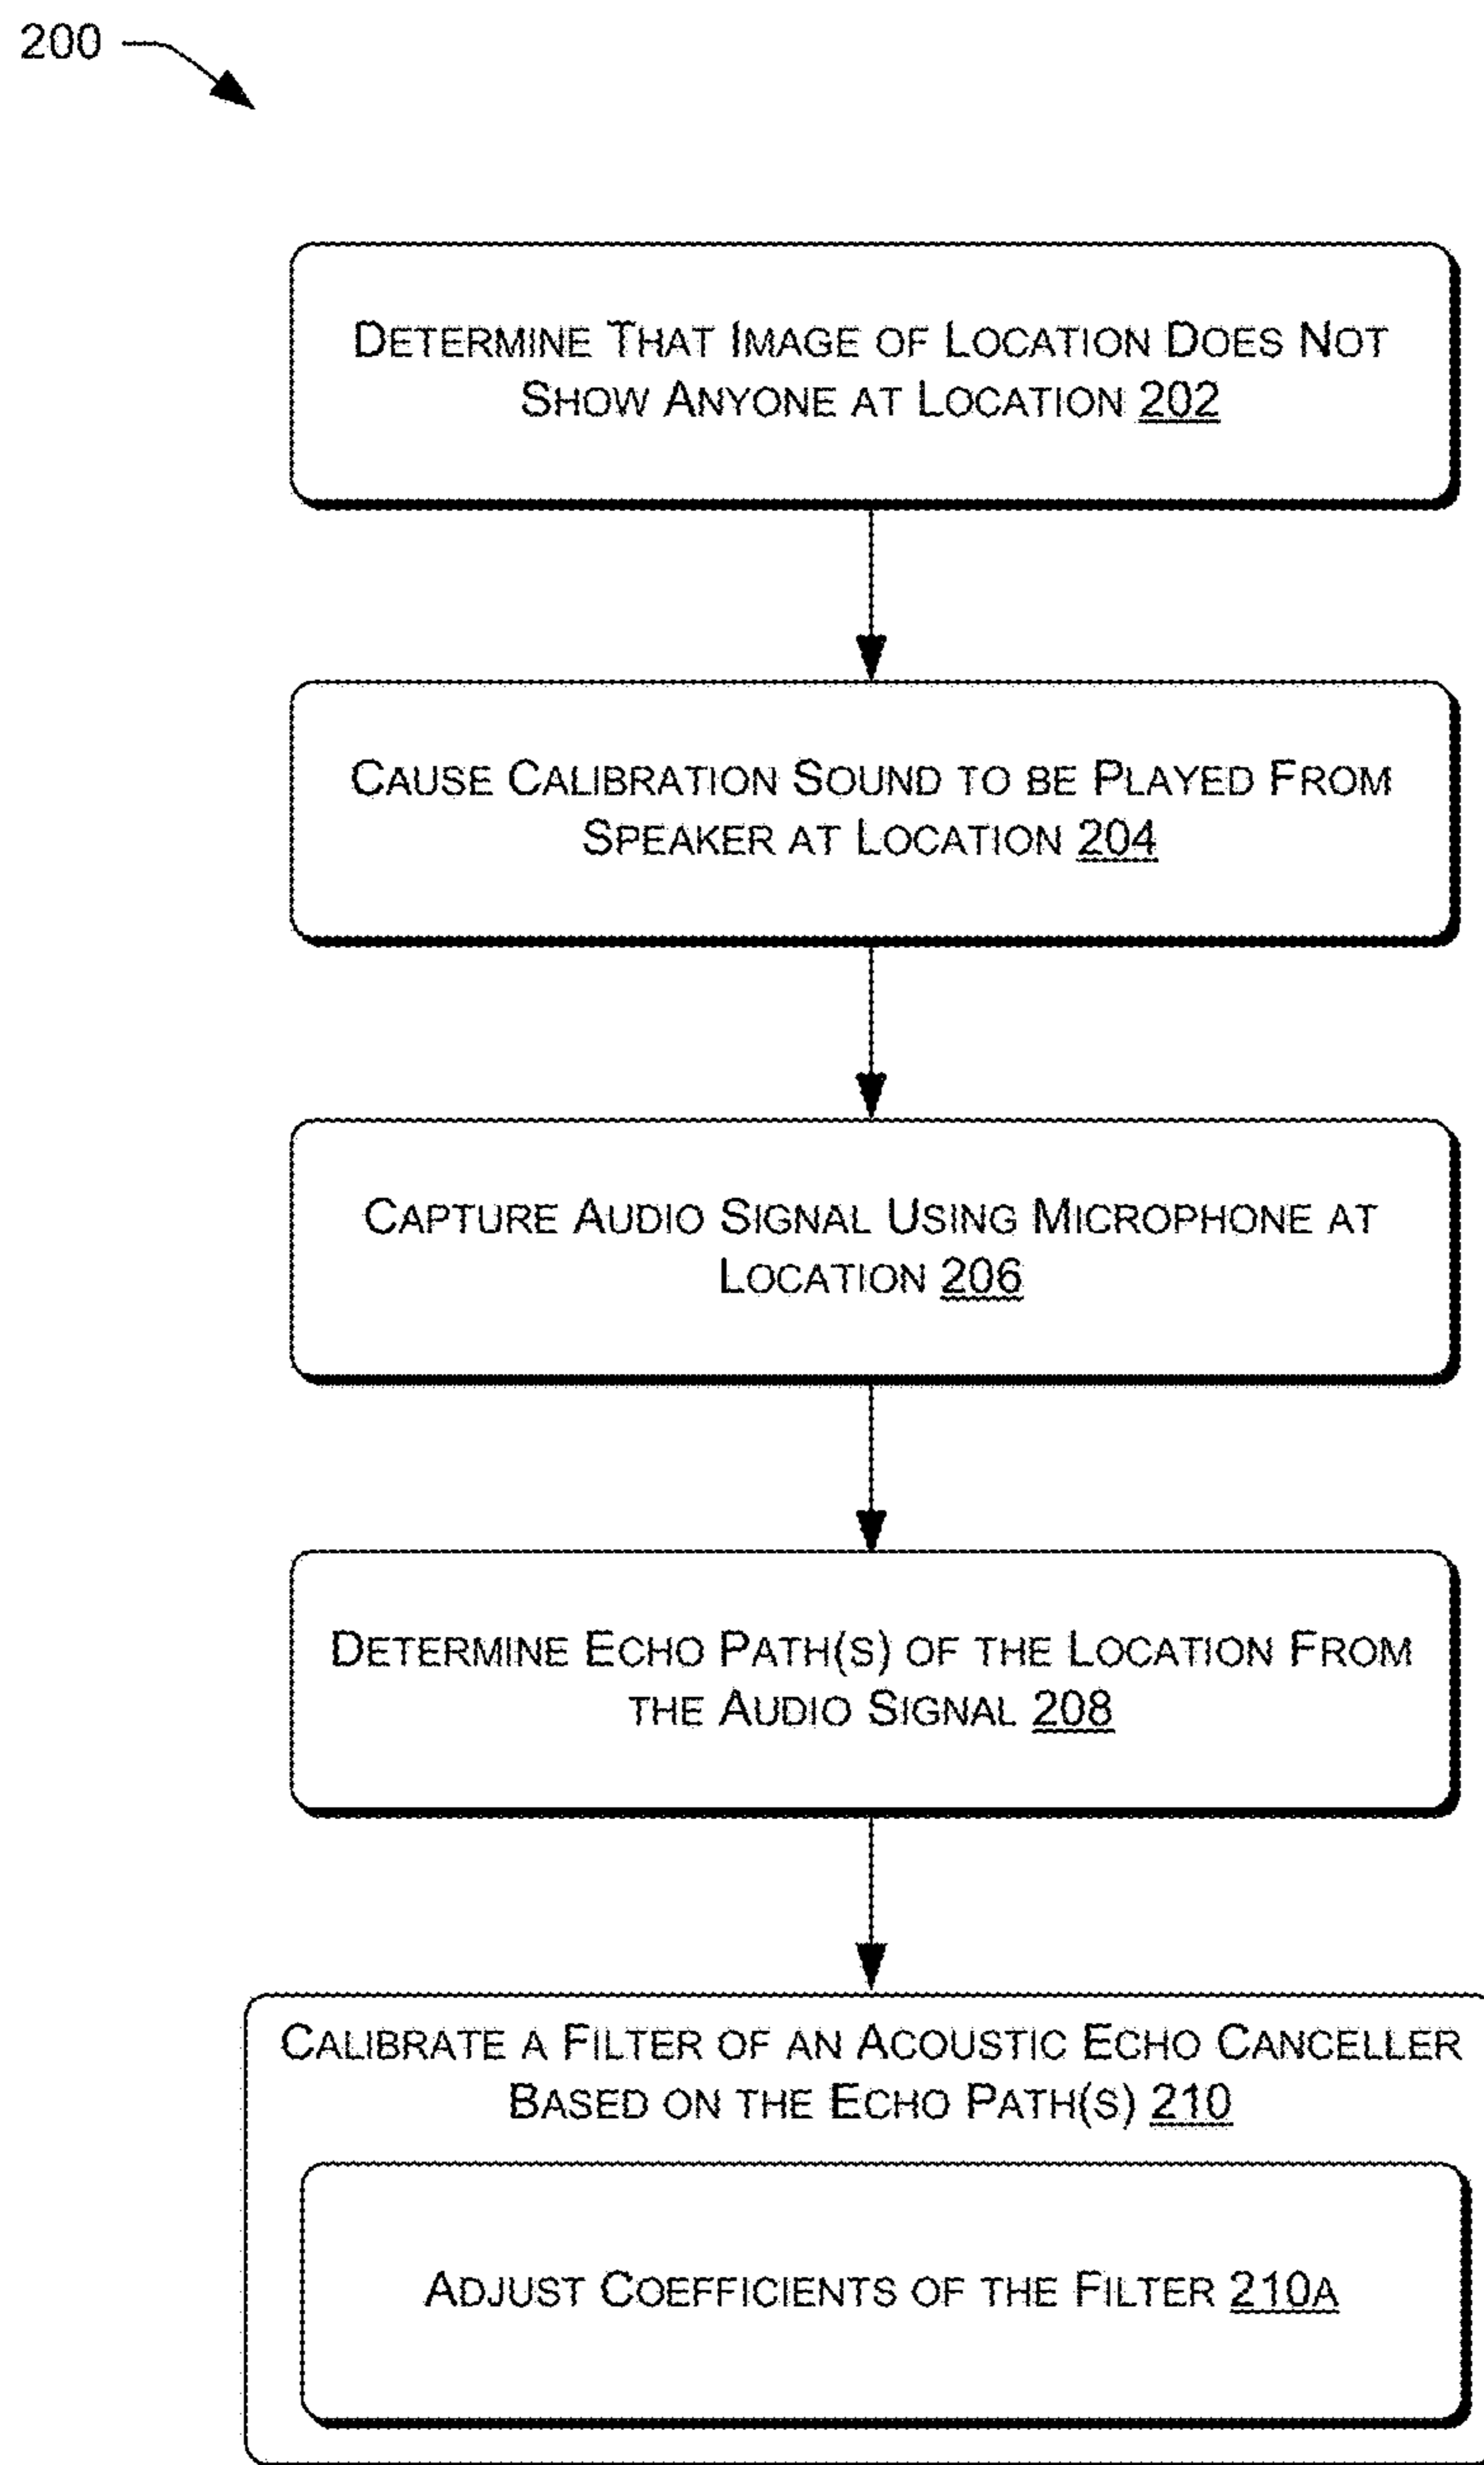 200
DETERMINE THAT IMAGE OF LOCATION DOES NOT
SHOW ANYONE AT LOCATION 202
CAUSE CALIBRATION SOUND TO BE PLAYED FROM
SPEAKER AT LOCATION 204
CAPTURE AUDIO SIGNAL USING MICROPHONE AT
LOCATION 206
DETERMINE ECHO PATH(S) OF THE LOCATION FROM
THE AUDIO SIGNAL 208
CALIBRATE A FILTER OF AN ACOUSTIC ECHO CANCELLER
BASED ON THE ECHO PATH(S) 210
ADJUST COEFFICIENTS OF THE FILTER 210A